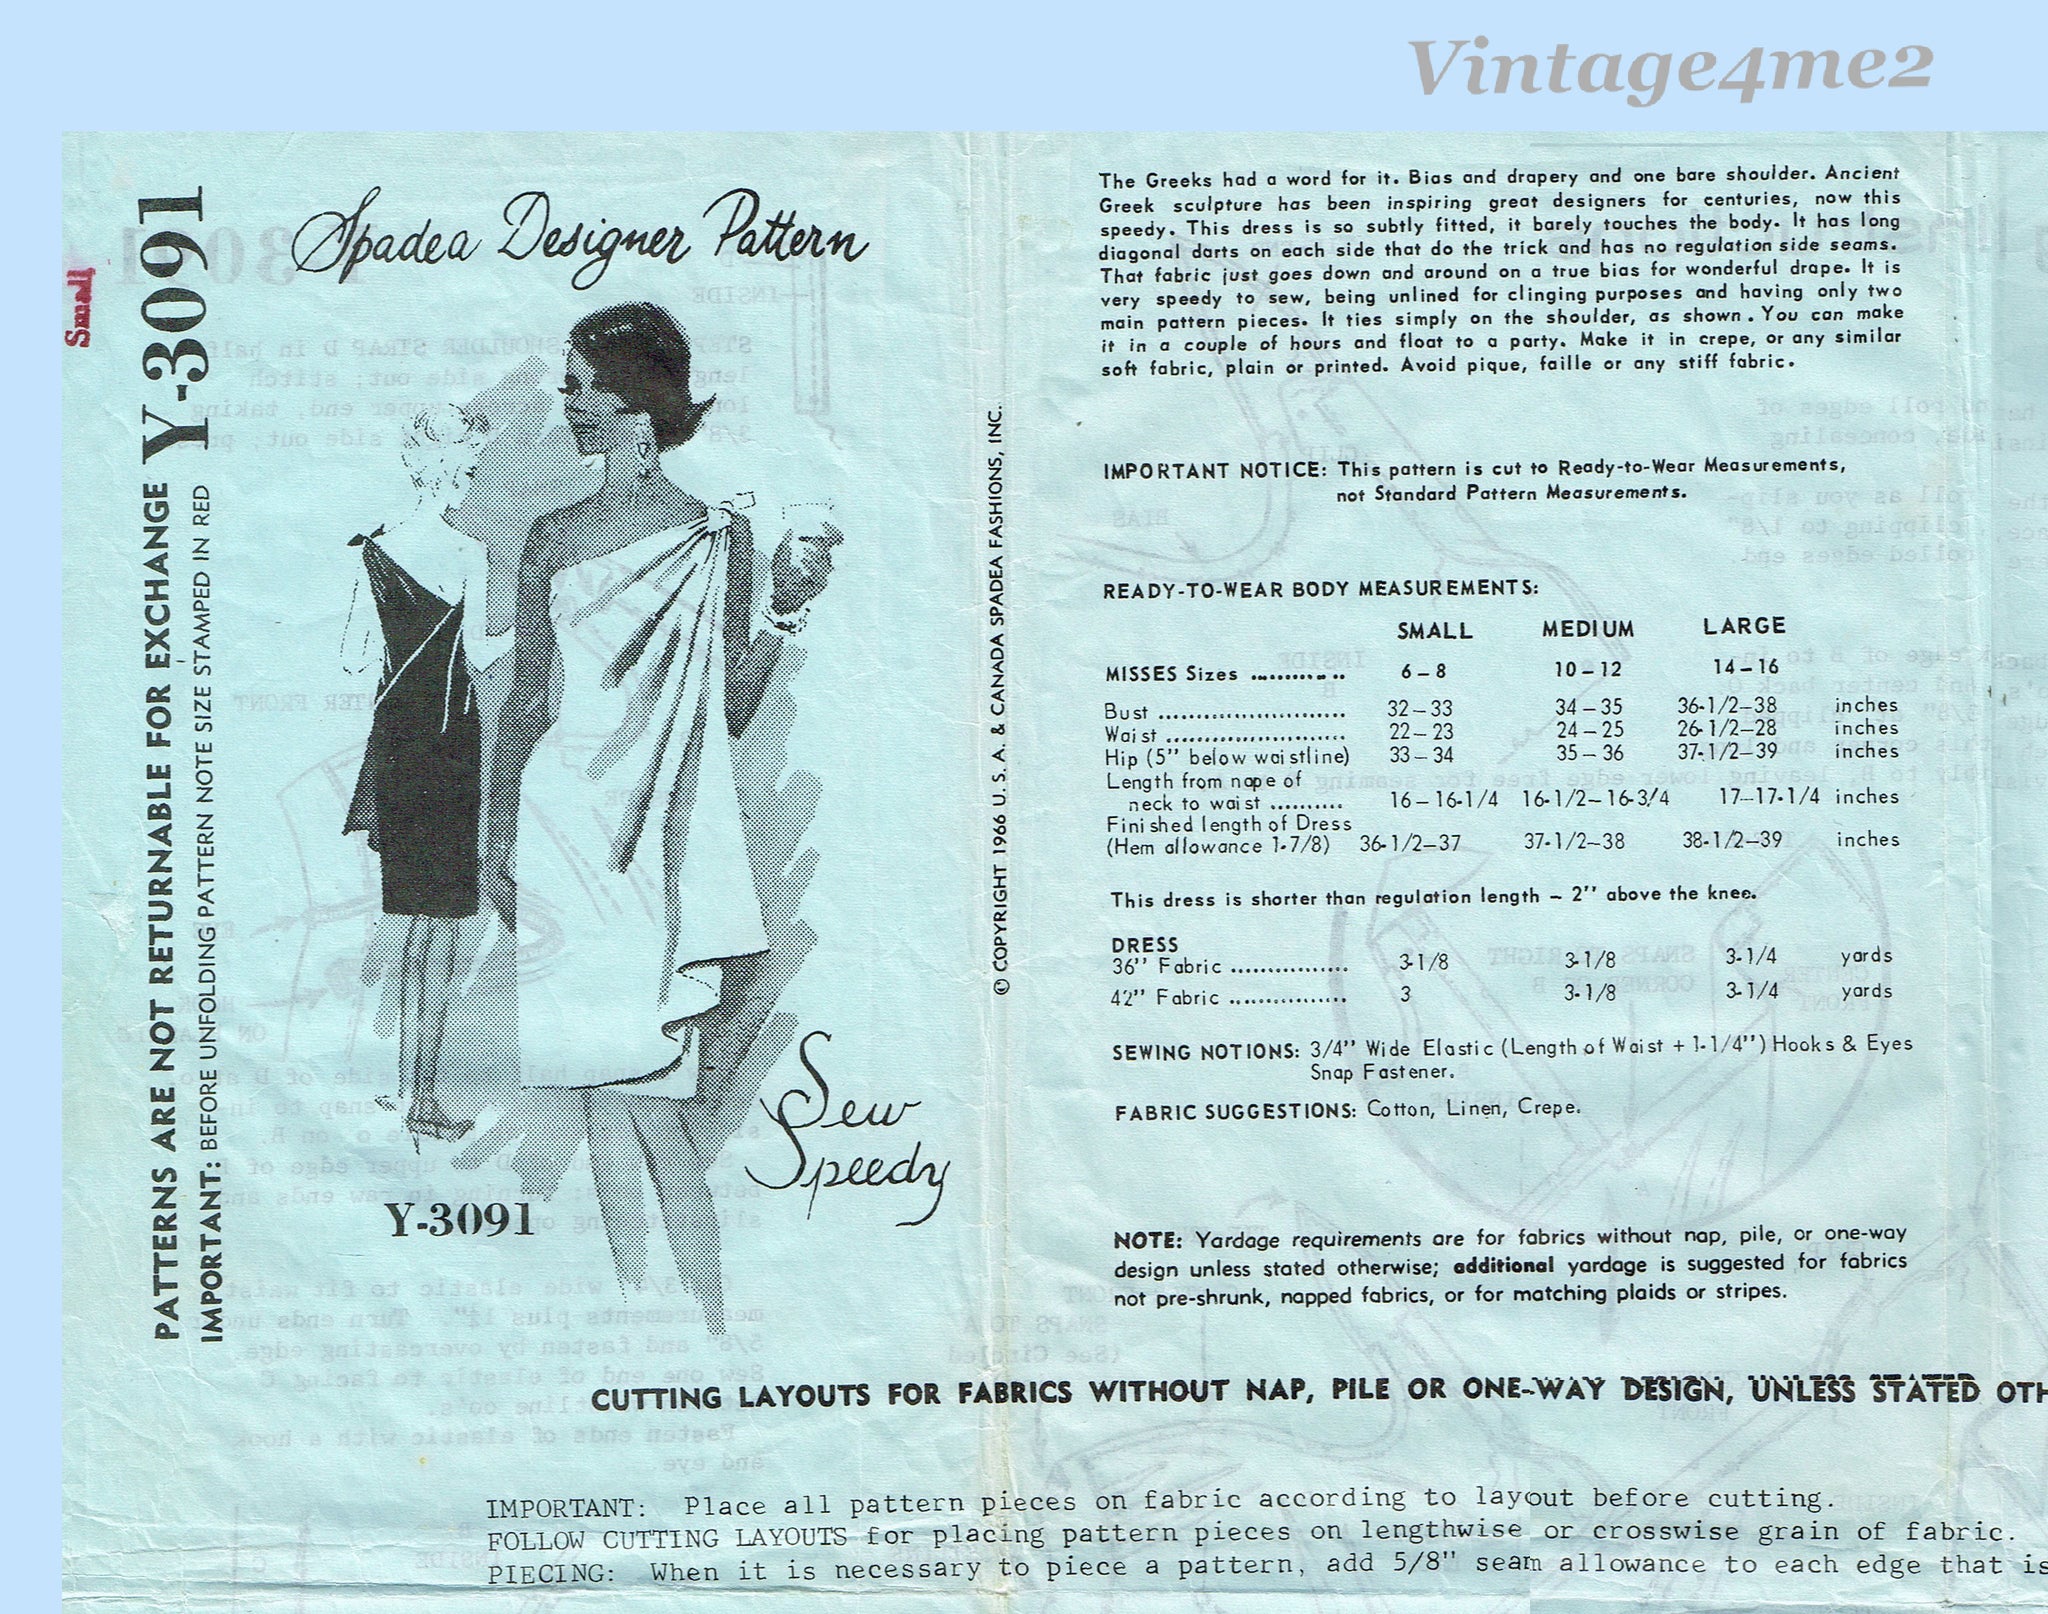 Vintage4me2
Small
PATTERNS ARE NOT RETURNABLE FOR EXCHANGE Y-3091
IMPORTANT: BEFORE UNFOLDING PATTERN NOTE SIZE STAMPED IN RED
Spadea Designer Pattern
Sew
Speedy
Y-3091
© COPYRIGHT 1966 U. S. A. & CANADA SPADEA FASHIONS, INC.
The Greeks had a word for it. Bias and drapery and one bare shoulder. Ancient
Greek sculpture has been inspiring great designers for centuries, now this
speedy. This dress is so subtly fitted, it barely touches the body. It has long
diagonal darts on each side that do the trick and has no regulation side seams.
That fabric just goes down and around on a true bias for wonderful drape. It is
very speedy to sew, being unlined for clinging purposes and having only two
main pattern pieces. It ties simply on the shoulder, as shown. You can make
it in a couple of hours and float to a party. Make it in crepe, or any similar
soft fabric, plain or printed. Avoid pique, faille or any stiff fabric.
IMPORTANT NOTICE: This pattern is cut to Ready-to-Wear Measurements,
not Standard Pattern Measurements.
READY-TO-WEAR BODY MEASUREMENTS:
SMALL MEDIUM LARGE
MISSES Sizes ............ 6-8 10-12 14-16
Bust .......................... 32-33 34-35 36-1/2-38 inches
Waist ......................... 22-23 24-25 26-1/2-28 inches
Hip (5" below waistline) 33-34 35-36 37-1/2-39 inches
Length from nape of
neck to waist .......... 16-16-1/4 16-1/2-16-3/4 17-17-1/4 inches
Finished length of Dress
(Hem allowance 1-7/8) 36-1/2-37 37-1/2-38 38-1/2-39 inches
This dress is shorter than regulation length - 2" above the knee.
DRESS
36" Fabric ................ 3-1/8 3-1/8 3-1/4 yards
42" Fabric ................ 3 3-1/8 3-1/4 yards
SEWING NOTIONS: 3/4" Wide Elastic (Length of Waist + 1-1/4") Hooks & Eyes
Snap Fastener.
FABRIC SUGGESTIONS: Cotton, Linen, Crepe.
NOTE: Yardage requirements are for fabrics without nap, pile, or one-way
design unless stated otherwise; additional yardage is suggested for fabrics
not pre-shrunk, napped fabrics, or for matching plaids or stripes.
CUTTING LAYOUTS FOR FABRICS WITHOUT NAP, PILE OR ONE-WAY DESIGN, UNLESS STATED OTH
IMPORTANT: Place all pattern pieces on fabric according to layout before cutting.
FOLLOW CUTTING LAYOUTS for placing pattern pieces on lengthwise or crosswise grain of fabric.
PIECING: When it is necessary to piece a pattern, add 5/8" seam allowance to each edge that is